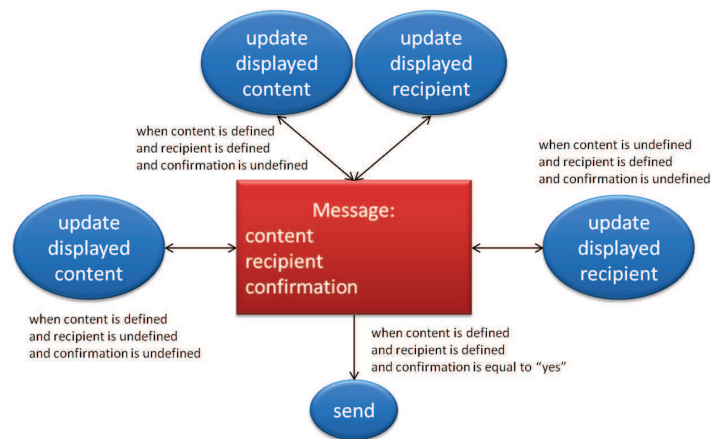 update
displayed
content
update
displayed
recipient
when content is defined
and recipient is defined
and confirmation is undefined
when content is undefined
and recipient is defined
and confirmation is undefined
update
displayed
content
Message:
content
recipient
confirmation
update
displayed
recipient
when content is defined
and recipient is undefined
and confirmation is undefined
when content is defined
and recipient is defined
and confirmation is equal to “yes”
send